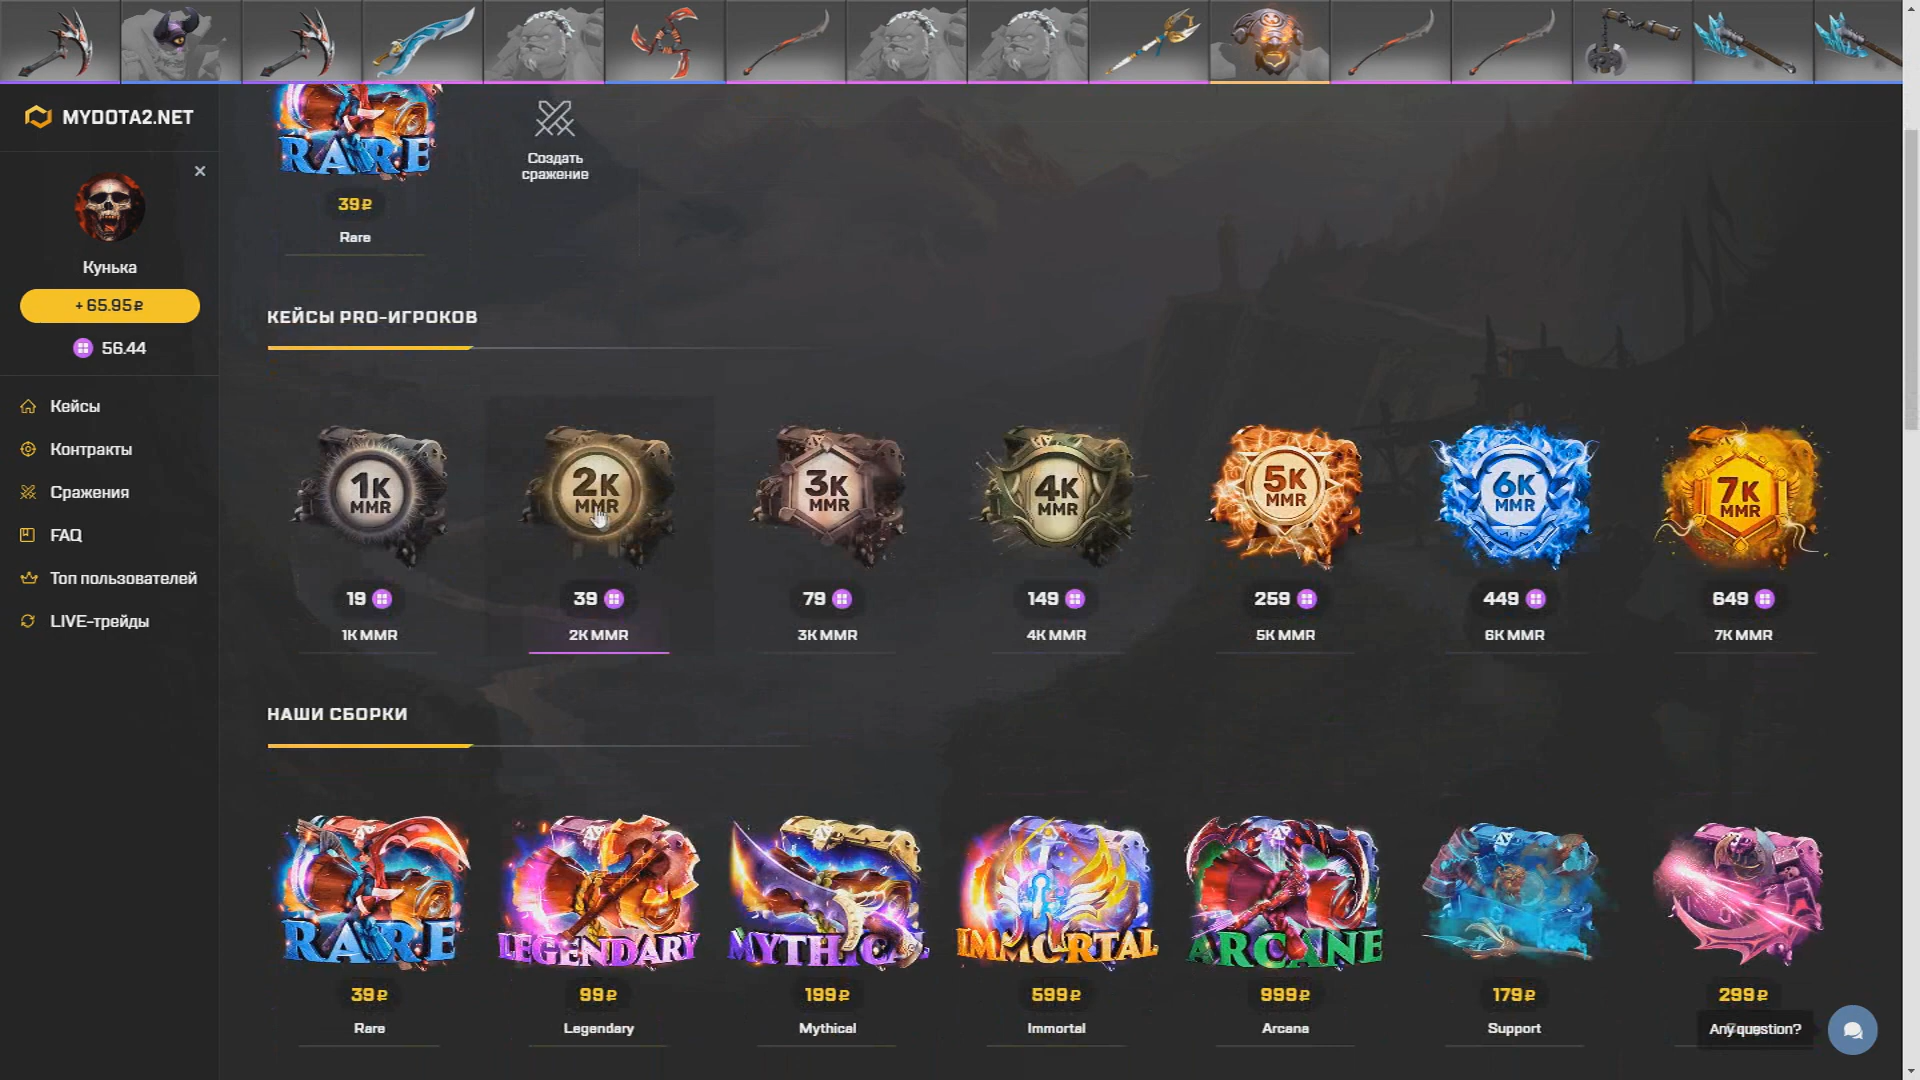 MYDOTA2.NET
Кунька
+ 65.95₽
56.44
Кейсы
Контракты
Сражения
FAQ
Топ пользователей
LIVE-трейды
RARE
39₽
Rare
Создать
сражение
КЕЙСЫ PRO-ИГРОКОВ
1K
MMR
2K
MMR
3K
MMR
4K
MMR
5K
MMR
6K
MMR
7K
MMR
19
39
79
149
259
449
649
1K MMR
2K MMR
3K MMR
4K MMR
5K MMR
6K MMR
7K MMR
НАШИ СБОРКИ
RARE
LEGENDARY
MYTHICAL
IMMORTAL
ARCANE
39₽
99₽
199₽
599₽
999₽
179₽
299₽
Rare
Legendary
Mythical
Immortal
Arcana
Support
Any question?